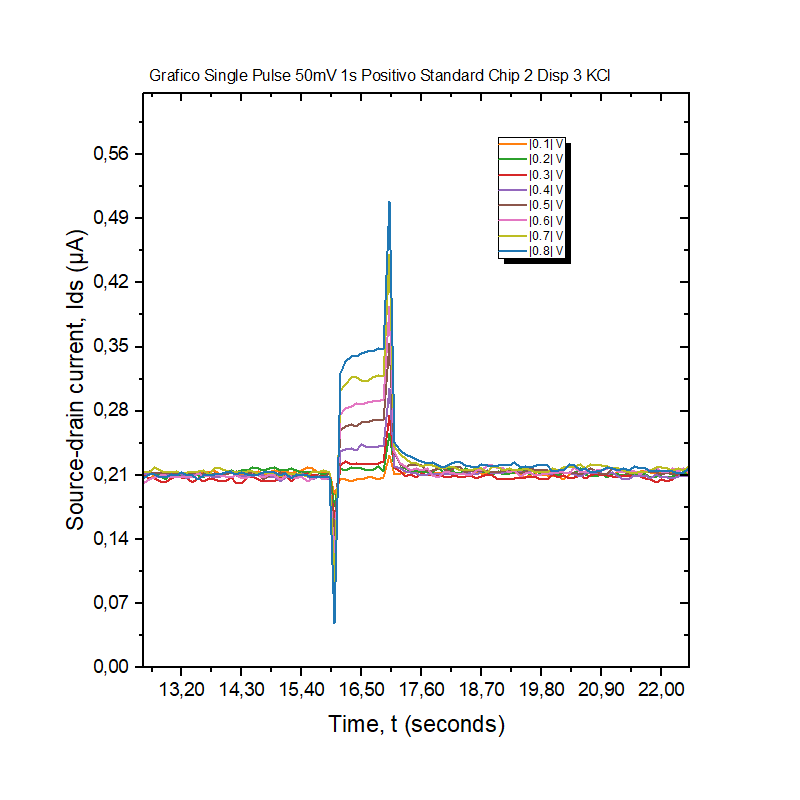 Grafico Single Pulse 50mV 1s Positivo Standard Chip 2 Disp 3 KCl
|0.1| V
|0.2| V
|0.3| V
|0.4| V
|0.5| V
|0.6| V
|0.7| V
|0.8| V
0,56
0,49
0,42
0,35
0,28
0,21
0,14
0,07
0,00
Source-drain current, Ids (µA)
13,20 14,30 15,40 16,50 17,60 18,70 19,80 20,90 22,00
Time, t (seconds)